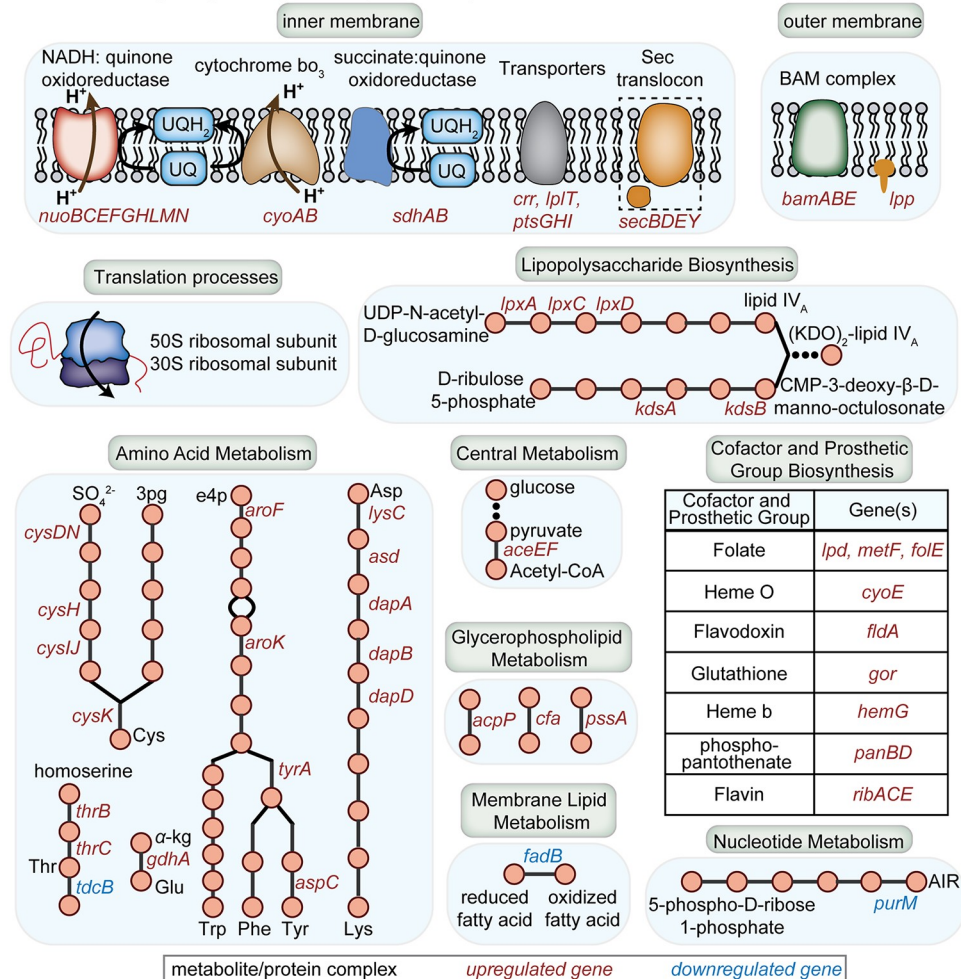 inner membrane
outer membrane
NADH: quinone
oxidoreductase
cytochrome bo3
succinate:quinone
oxidoreductase
Transporters
Sec
translocon
BAM complex
H+
H+
UQH2
UQH2
UQ
UQ
H+
H+
nuoBCEFGHLMN
cyoAB
sdhAB
crr, lplT,
ptsGHI
secBDEY
bamABE
lpp
Translation processes
50S ribosomal subunit
30S ribosomal subunit
Lipopolysaccharide Biosynthesis
UDP-N-acetyl-
D-glucosamine
lpxA lpxC lpxD
lipid IVA
(KDO)2-lipid IVA
D-ribulose
5-phosphate
kdsA
kdsB
CMP-3-deoxy-β-D-
manno-octulosonate
Amino Acid Metabolism
SO4 2-
3pg
e4p
Asp
cysDN
aroF
lysC
asd
cysH
dapA
cysIJ
aroK
dapB
dapD
cysK
Cys
tyrA
homoserine
thrB
thrC
Thr
tdcB
α-kg
gdhA
Glu
aspC
Trp
Phe
Tyr
Lys
Central Metabolism
glucose
pyruvate
aceEF
Acetyl-CoA
Glycerophospholipid
Metabolism
acpP
cfa
pssA
Membrane Lipid
Metabolism
fadB
reduced
fatty acid
oxidized
fatty acid
Cofactor and Prosthetic
Group Biosynthesis
Cofactor and
Prosthetic Group
Gene(s)
Folate
lpd, metF, folE
Heme O
cyoE
Flavodoxin
fldA
Glutathione
gor
Heme b
hemG
phospho-
pantothenate
panBD
Flavin
ribACE
Nucleotide Metabolism
AIR
5-phospho-D-ribose
1-phosphate
purM
metabolite/protein complex
upregulated gene
downregulated gene